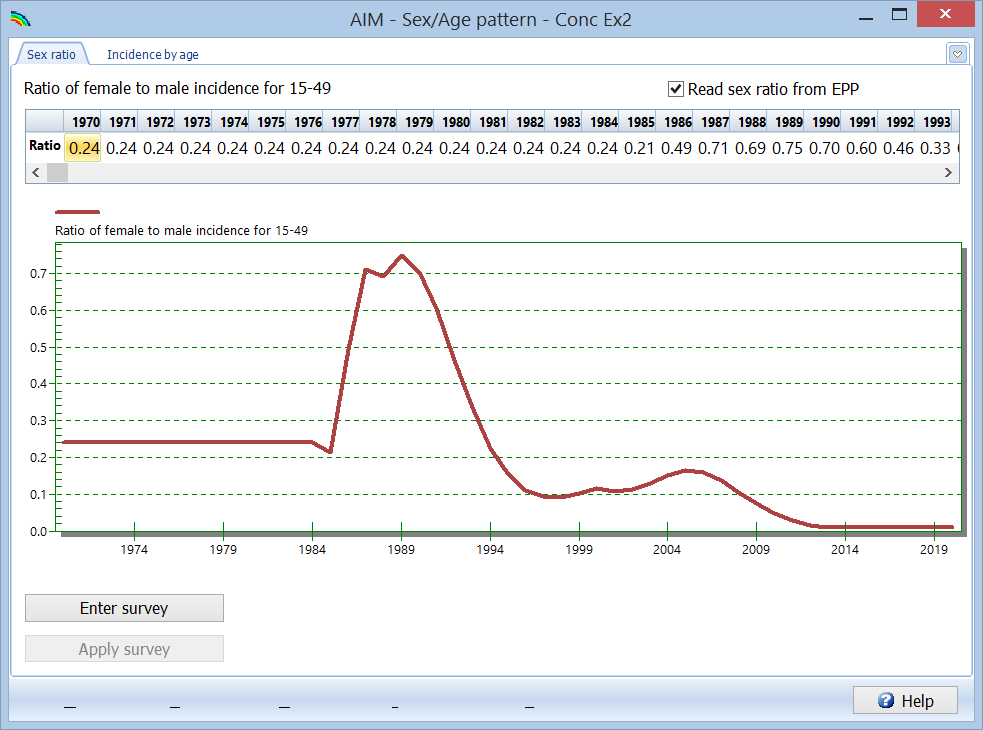 AIM - Sex/Age pattern - Conc Ex2
Sex ratio Incidence by age
Ratio of female to male incidence for 15-49 Read sex ratio from EPP
1970 1971 1972 1973 1974 1975 1976 1977 1978 1979 1980 1981 1982 1983 1984 1985 1986 1987 1988 1989 1990 1991 1992 1993
Ratio 0.24 0.24 0.24 0.24 0.24 0.24 0.24 0.24 0.24 0.24 0.24 0.24 0.24 0.24 0.24 0.21 0.49 0.71 0.69 0.75 0.70 0.60 0.46 0.33
Ratio of female to male incidence for 15-49
0.7
0.6
0.5
0.4
0.3
0.2
0.1
0.0
1974 1979 1984 1989 1994 1999 2004 2009 2014 2019
Enter survey
Apply survey
Help